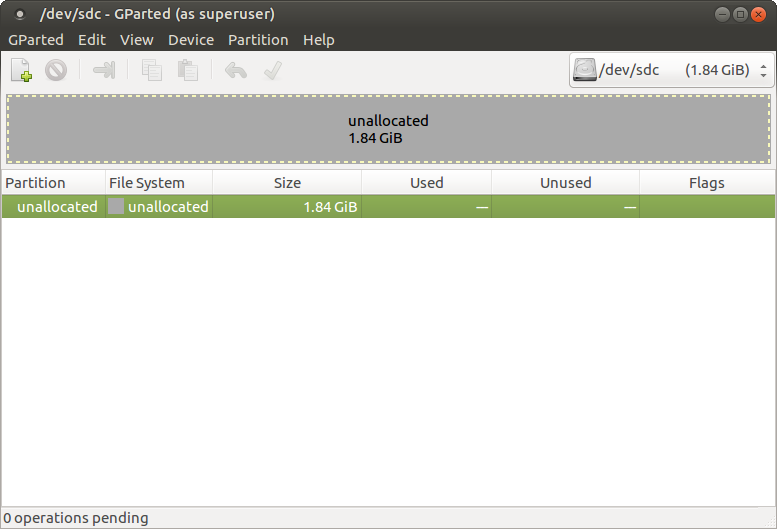 /dev/sdc - GParted (as superuser)
GParted Edit View Device Partition Help
/dev/sdc (1.84 GiB)
unallocated
1.84 GiB
Partition File System Size Used Unused Flags
unallocated unallocated 1.84 GiB — —
0 operations pending